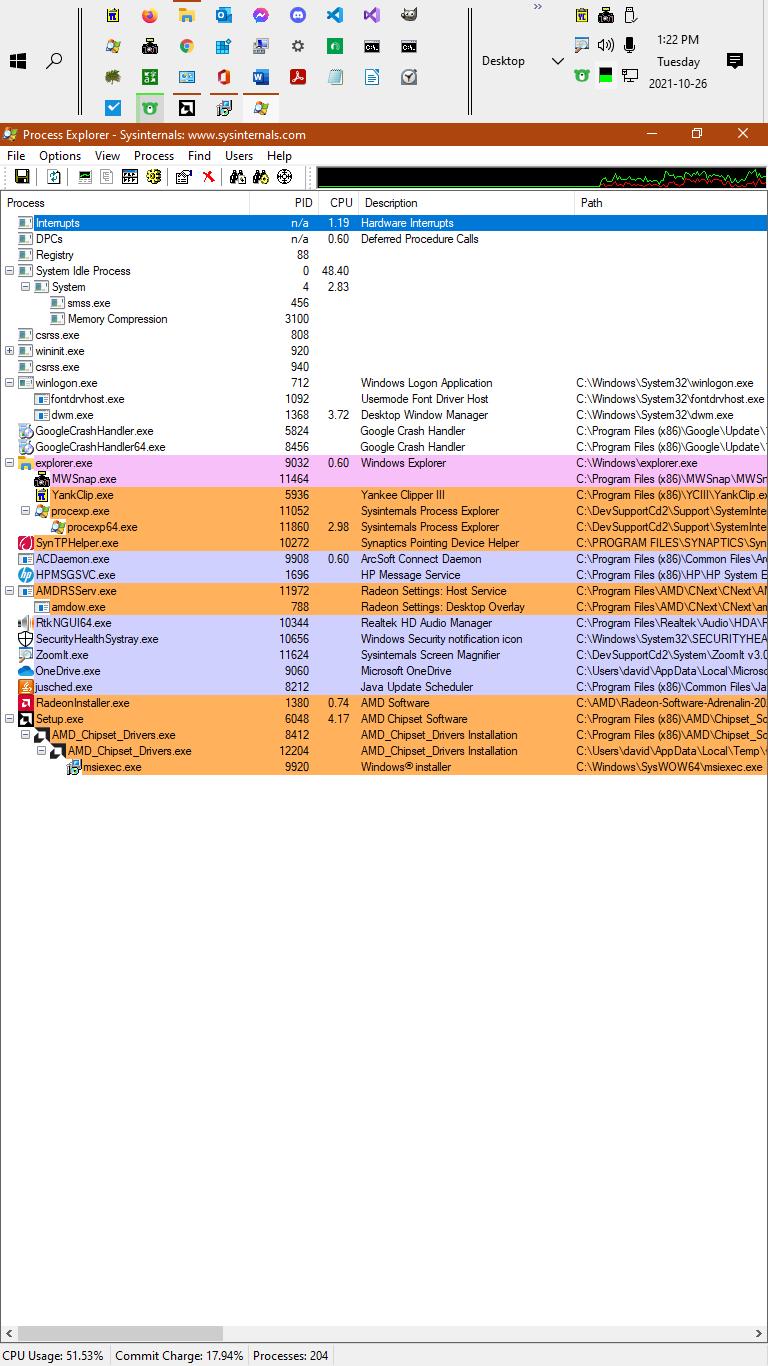 1:22 PM
Desktop
Tuesday
2021-10-26
Process Explorer - Sysinternals: www.sysinternals.com
File Options View Process Find Users Help
Process PID CPU Description Path
Interrupts n/a 1.19 Hardware Interrupts
DPCs n/a 0.60 Deferred Procedure Calls
Registry 88
System Idle Process 0 48.40
System 4 2.83
smss.exe 456
Memory Compression 3100
csrss.exe 808
wininit.exe 920
csrss.exe 940
winlogon.exe 712 Windows Logon Application C:\Windows\System32\winlogon.exe
fontdrvhost.exe 1092 Usermode Font Driver Host C:\Windows\System32\fontdrvhost.exe
dwm.exe 1368 3.72 Desktop Window Manager C:\Windows\System32\dwm.exe
GoogleCrashHandler.exe 5824 Google Crash Handler C:\Program Files (x86)\Google\Update\
GoogleCrashHandler64.exe 8456 Google Crash Handler C:\Program Files (x86)\Google\Update\
explorer.exe 9032 0.60 Windows Explorer C:\Windows\explorer.exe
MWSnap.exe 11464 C:\Program Files (x86)\MWSnap\MWSn
YankClip.exe 5936 Yankee Clipper III C:\Program Files (x86)\YCIII\YankClip.ex
procexp.exe 11052 Sysinternals Process Explorer C:\DevSupportCd2\Support\SystemInte
procexp64.exe 11860 2.98 Sysinternals Process Explorer C:\DevSupportCd2\Support\SystemInte
SynTPHelper.exe 10272 Synaptics Pointing Device Helper C:\PROGRAM FILES\SYNAPTICS\Syn
ACDaemon.exe 9908 0.60 ArcSoft Connect Daemon C:\Program Files (x86)\Common Files\Ar
HPMSGSVC.exe 1696 HP Message Service C:\Program Files (x86)\HP\HP System E
AMDRSServ.exe 11972 Radeon Settings: Host Service C:\Program Files\AMD\CNext\CNext\AM
amdow.exe 788 Radeon Settings: Desktop Overlay C:\Program Files\AMD\CNext\CNext\am
RtkNGUI64.exe 10344 Realtek HD Audio Manager C:\Program Files\Realtek\Audio\HDA\R
SecurityHealthSystray.exe 10656 Windows Security notification icon C:\Windows\System32\SECURITYHEA
ZoomIt.exe 11624 Sysinternals Screen Magnifier C:\DevSupportCd2\System\ZoomIt v3.0
OneDrive.exe 9060 Microsoft OneDrive C:\Users\david\AppData\Local\Microso
jusched.exe 8212 Java Update Scheduler C:\Program Files (x86)\Common Files\Ja
RadeonInstaller.exe 1380 0.74 AMD Software C:\AMD\Radeon-Software-Adrenalin-20
Setup.exe 6048 4.17 AMD Chipset Software C:\Program Files (x86)\AMD\Chipset_So
AMD_Chipset_Drivers.exe 8412 AMD_Chipset_Drivers Installation C:\Program Files (x86)\AMD\Chipset_So
AMD_Chipset_Drivers.exe 12204 AMD_Chipset_Drivers Installation C:\Users\david\AppData\Local\Temp\
msiexec.exe 9920 Windows® installer C:\Windows\SysWOW64\msiexec.exe
CPU Usage: 51.53% Commit Charge: 17.94% Processes: 204